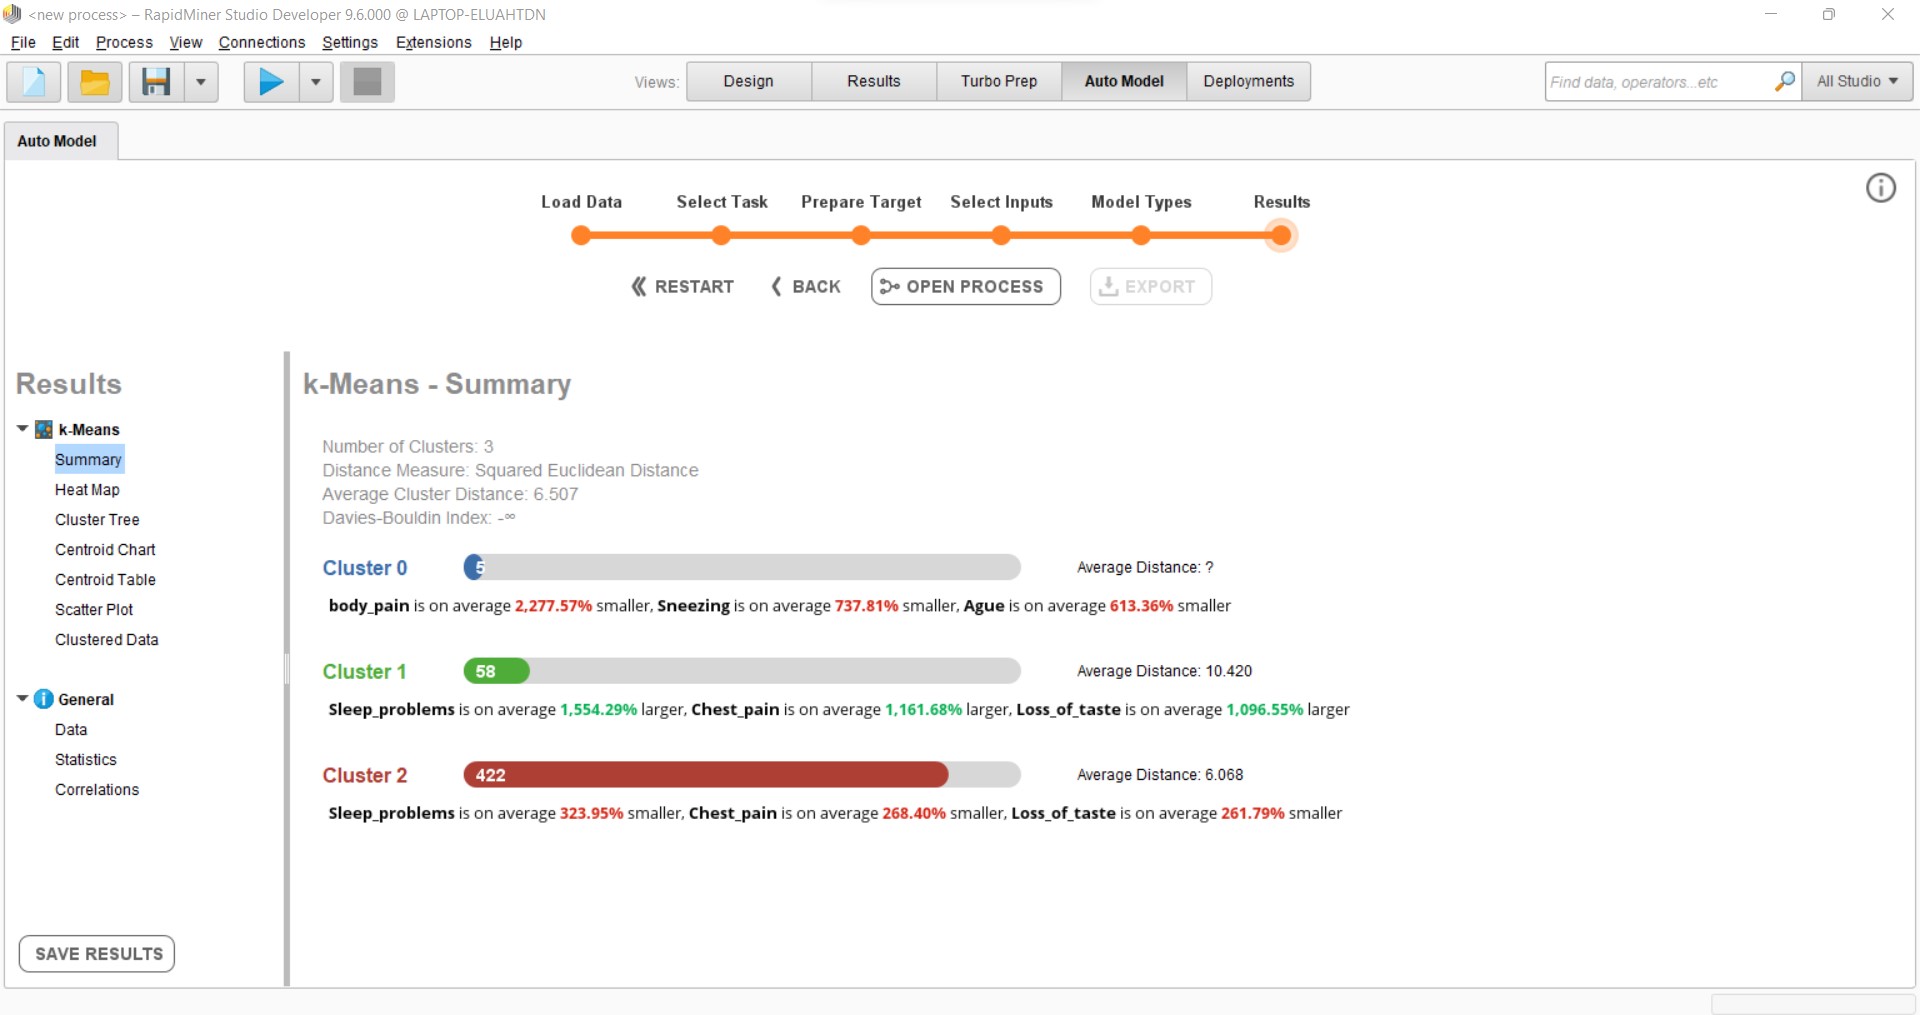 <new process> – RapidMiner Studio Developer 9.6.000 @ LAPTOP-ELUAHTDN
File Edit Process View Connections Settings Extensions Help
Views: Design Results Turbo Prep Auto Model Deployments Find data, operators...etc All Studio
Auto Model
Load Data Select Task Prepare Target Select Inputs Model Types Results
RESTART BACK OPEN PROCESS EXPORT
Results
k-Means
Summary
Heat Map
Cluster Tree
Centroid Chart
Centroid Table
Scatter Plot
Clustered Data
General
Data
Statistics
Correlations
SAVE RESULTS
k-Means - Summary
Number of Clusters: 3
Distance Measure: Squared Euclidean Distance
Average Cluster Distance: 6.507
Davies-Bouldin Index: -∞
Cluster 0 5 Average Distance: ?
body_pain is on average 2,277.57% smaller, Sneezing is on average 737.81% smaller, Ague is on average 613.36% smaller
Cluster 1 58 Average Distance: 10.420
Sleep_problems is on average 1,554.29% larger, Chest_pain is on average 1,161.68% larger, Loss_of_taste is on average 1,096.55% larger
Cluster 2 422 Average Distance: 6.068
Sleep_problems is on average 323.95% smaller, Chest_pain is on average 268.40% smaller, Loss_of_taste is on average 261.79% smaller